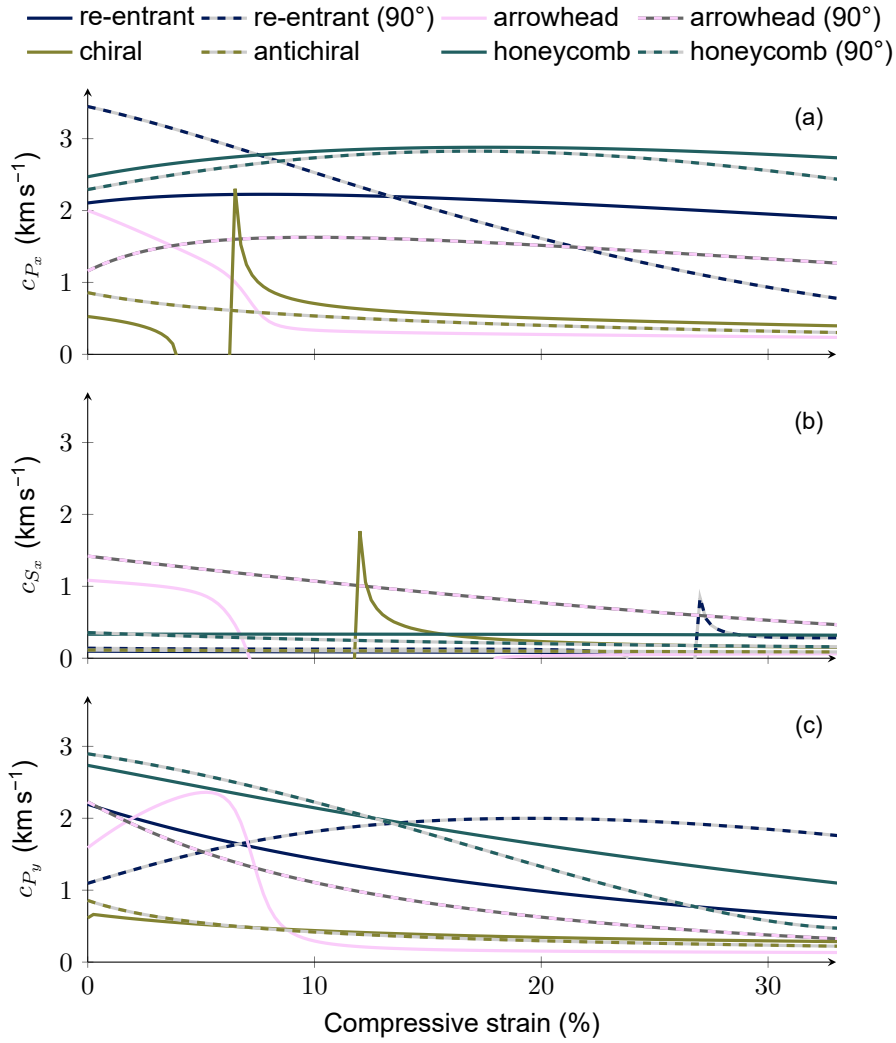 re-entrant re-entrant (90°) arrowhead arrowhead (90°)
chiral antichiral honeycomb honeycomb (90°)
(a)
3
2
1
0
c_{P_x} (km s⁻¹)
(b)
3
2
1
0
c_{S_x} (km s⁻¹)
(c)
3
2
1
0
c_{P_y} (km s⁻¹)
0 10 20 30
Compressive strain (%)